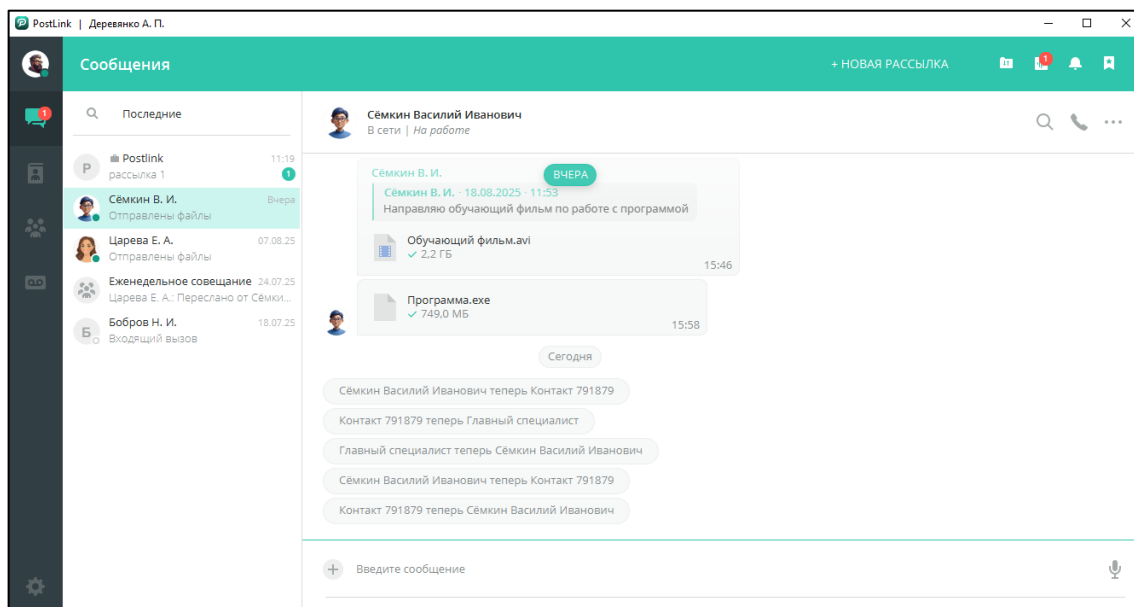 PostLink | Деревянко А. П.
Сообщения
+ НОВАЯ РАССЫЛКА
1
1
Последние
Postlink 11:19
рассылка 1 1
Сёмкин В. И. Вчера
Отправлены файлы
Царева Е. А. 07.08.25
Отправлены файлы
Еженедельное совещание 24.07.25
Царева Е. А.: Переслано от Сёмки...
Бобров Н. И. 18.07.25
Входящий вызов
P
Б
Сёмкин Василий Иванович
В сети | На работе
Сёмкин В. И.
ВЧЕРА
Сёмкин В. И. · 18.08.2025 · 11:53
Направляю обучающий фильм по работе с программой
Обучающий фильм.avi
2,2 ГБ
15:46
Программа.exe
749,0 МБ
15:58
Сегодня
Сёмкин Василий Иванович теперь Контакт 791879
Контакт 791879 теперь Главный специалист
Главный специалист теперь Сёмкин Василий Иванович
Сёмкин Василий Иванович теперь Контакт 791879
Контакт 791879 теперь Сёмкин Василий Иванович
Введите сообщение